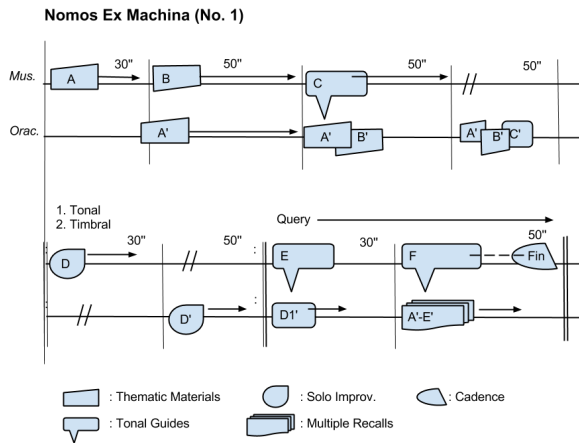 Nomos Ex Machina (No. 1)
30" 50" 50" 50"
Mus. A B C //
Orac. A' A' B' A' B' C'
1. Tonal
2. Timbral
Query
30" 50" 30" 50"
: D // : E F Fin
: // D' : D1' A'-E'
: Thematic Materials : Solo Improv. : Cadence
: Tonal Guides : Multiple Recalls